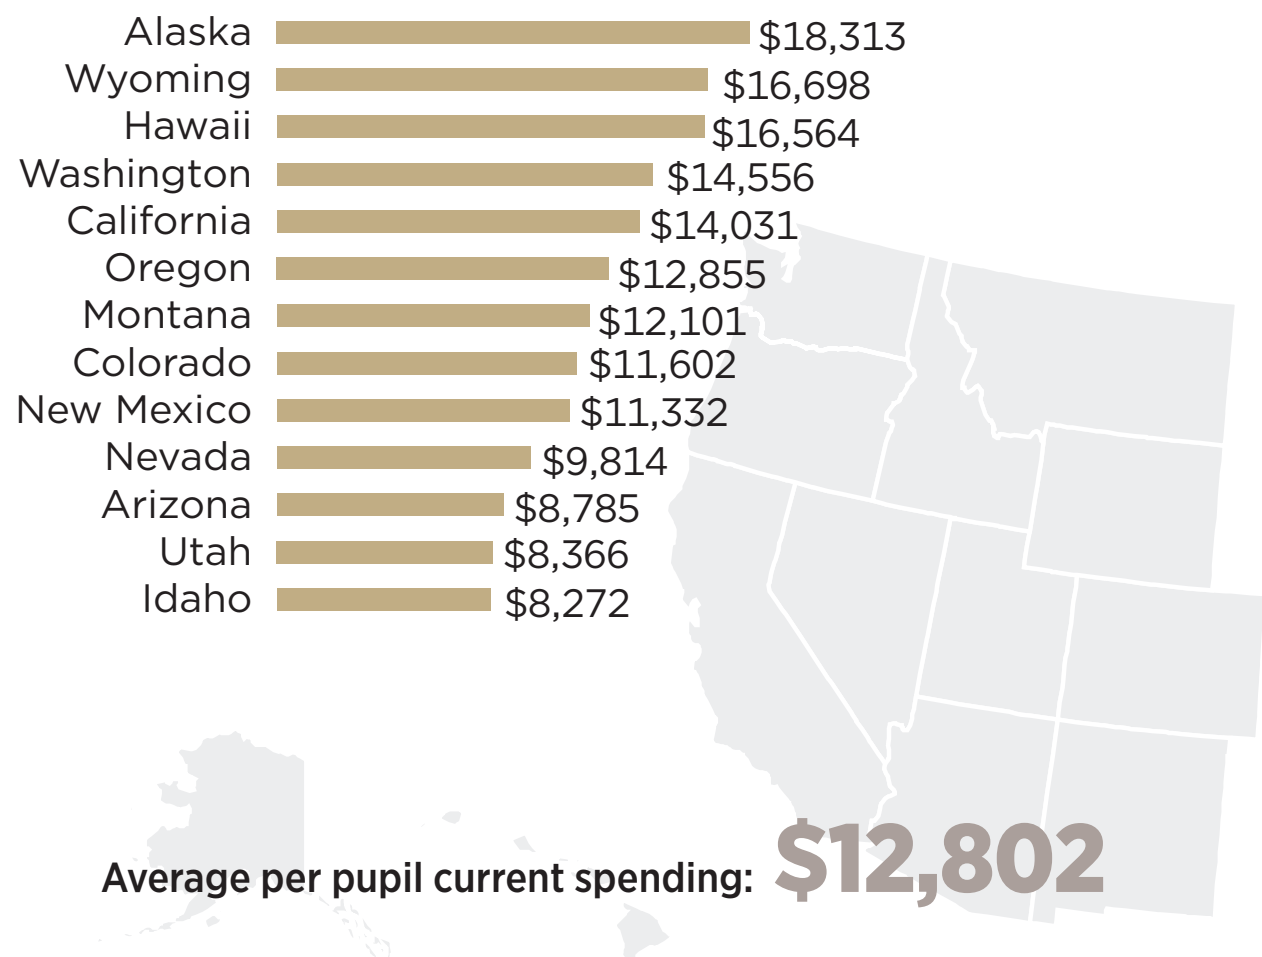 Alaska $18,313
Wyoming $16,698
Hawaii $16,564
Washington $14,556
California $14,031
Oregon $12,855
Montana $12,101
Colorado $11,602
New Mexico $11,332
Nevada $9,814
Arizona $8,785
Utah $8,366
Idaho $8,272
Average per pupil current spending: $12,802